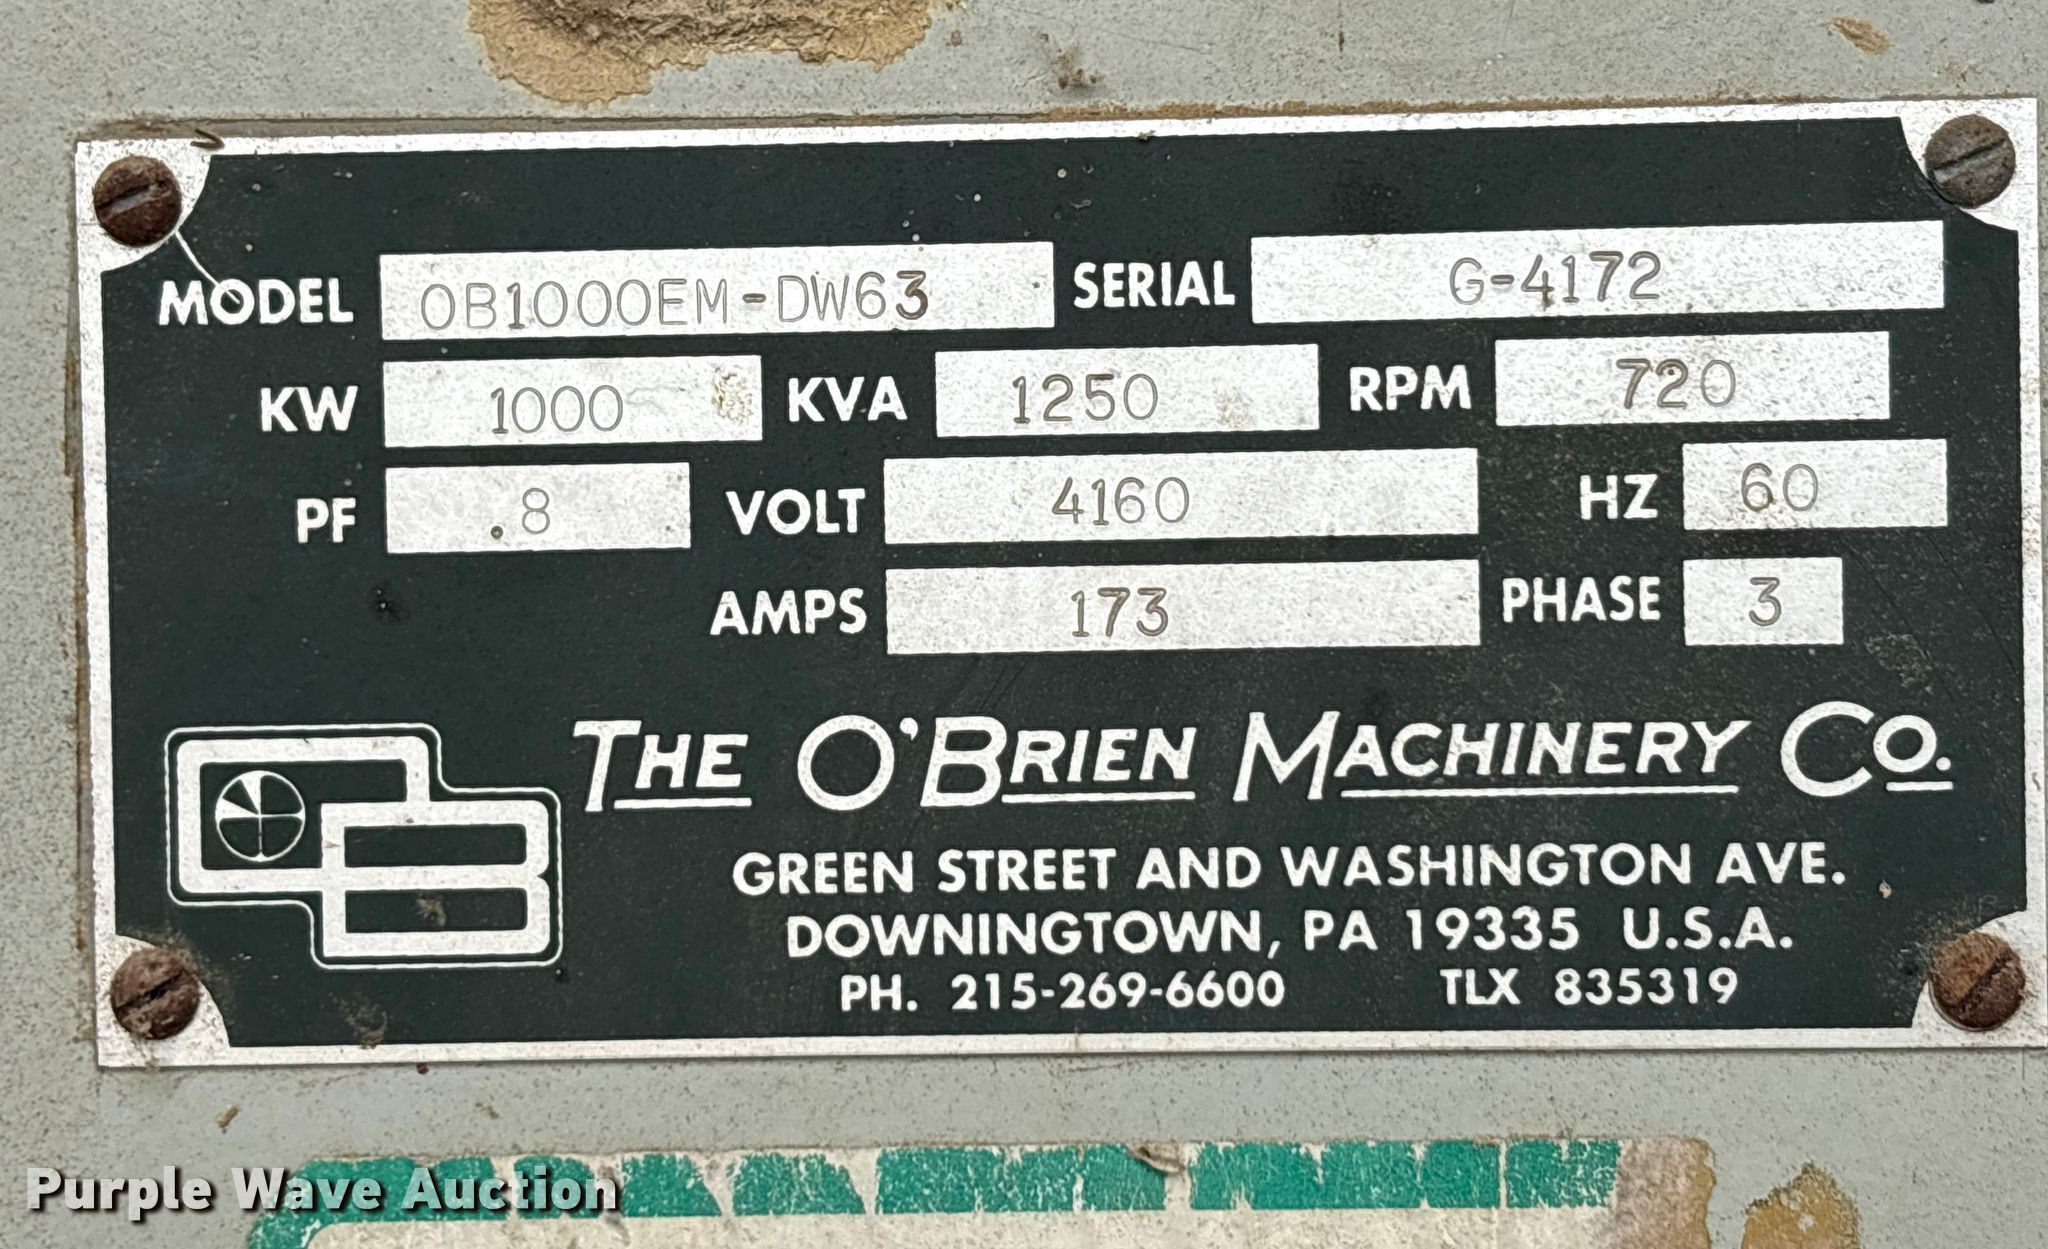 MODEL OB1000EM-DW63 SERIAL G-4172
KW 1000 KVA 1250 RPM 720
PF .8 VOLT 4160 HZ 60
AMPS 173 PHASE 3
THE O'BRIEN MACHINERY CO.
GREEN STREET AND WASHINGTON AVE.
DOWNINGTOWN, PA 19335 U.S.A.
PH. 215-269-6600 TLX 835319
Purple Wave Auction